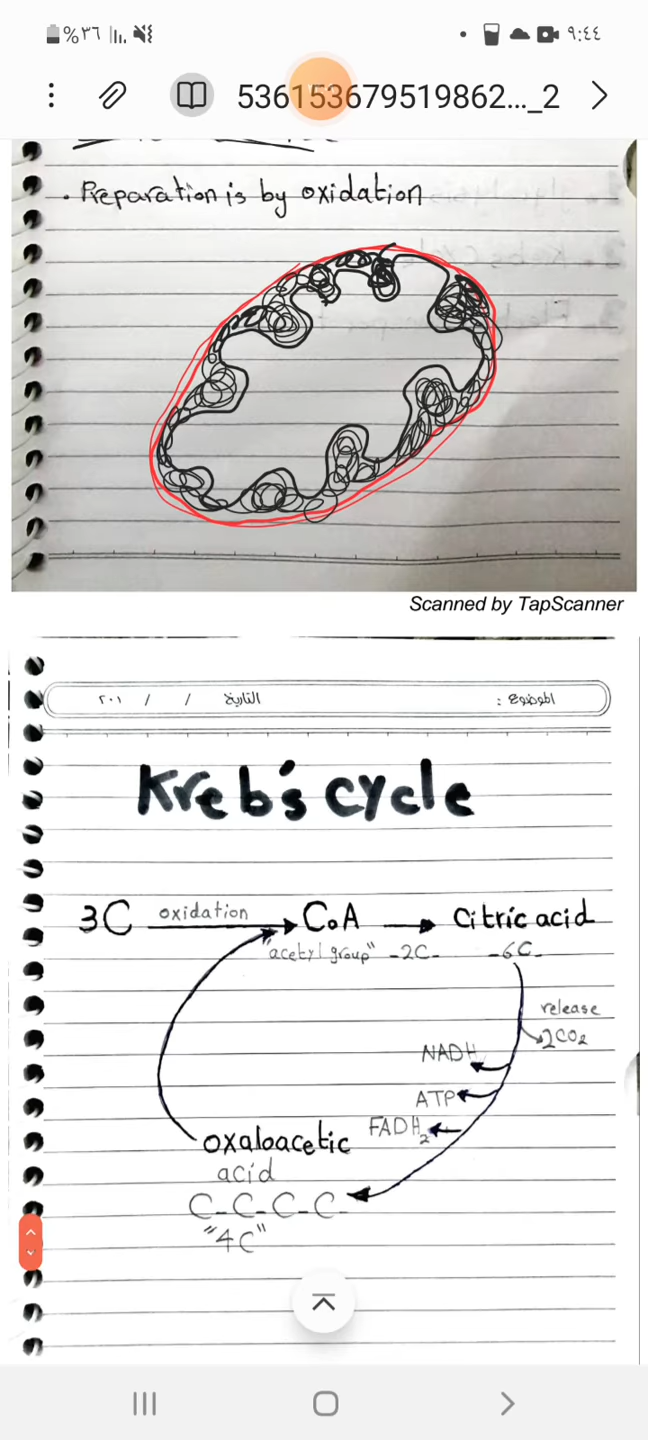 %٣٦
٩:٤٤
536153679519862..._2
. Preparation is by oxidation
Scanned by TapScanner
الموضوع : التاريخ / / ٢٠١
Kreb's cycle
3C oxidation CoA Citric acid
"acetyl group" -2C- -6C-
release
2CO2
NADH
ATP
FADH2
oxaloacetic
acid
C-C-C-C-
"4C"